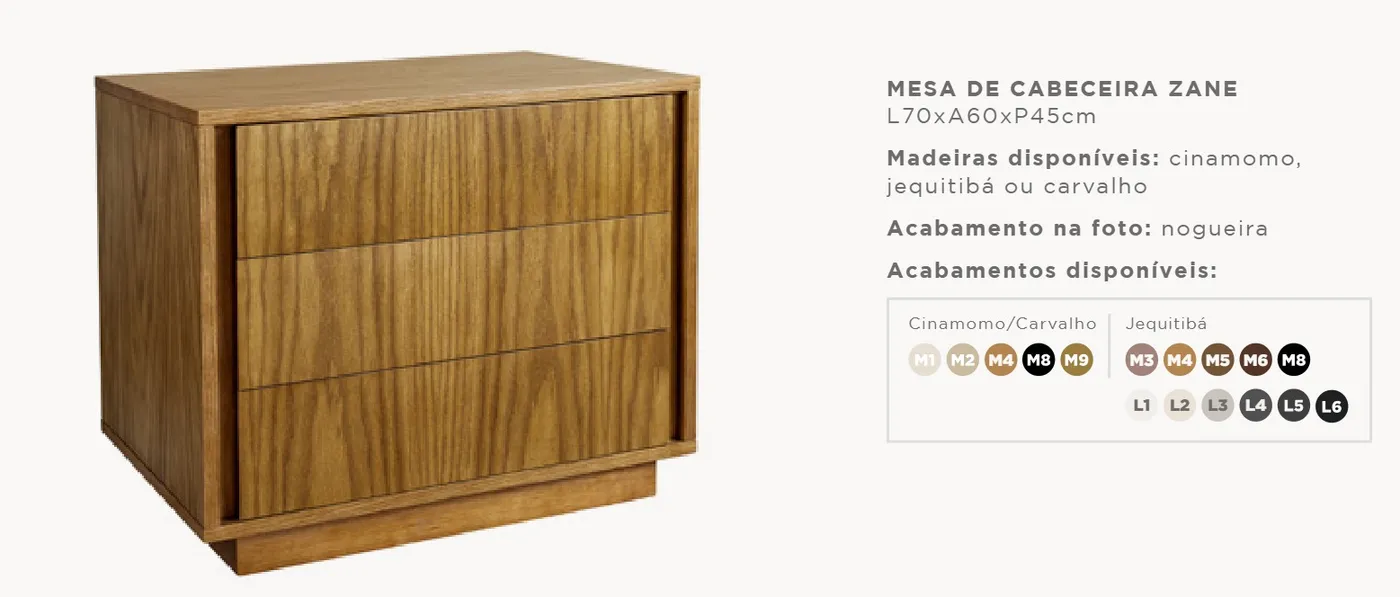 MESA DE CABECEIRA ZANE
L70xA60xP45cm
Madeiras disponíveis: cinamomo,
jequitibá ou carvalho
Acabamento na foto: nogueira
Acabamentos disponíveis:
Cinamomo/Carvalho
M1 M2 M4 M8 M9
Jequitibá
M3 M4 M5 M6 M8
L1 L2 L3 L4 L5 L6